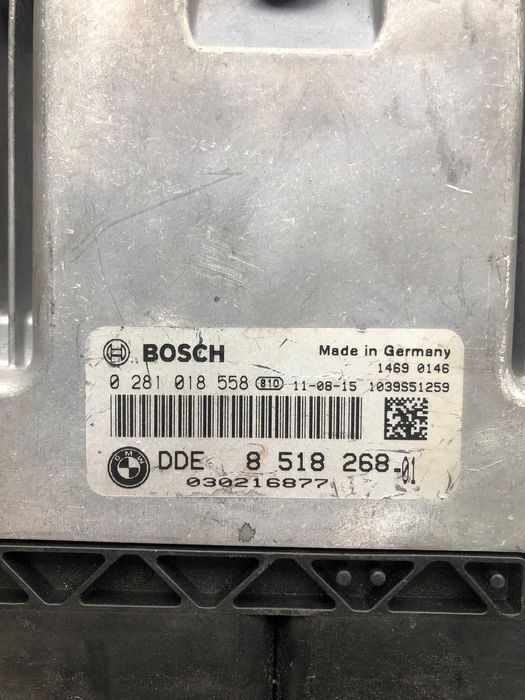 BOSCH Made in Germany
1469 0146
0 281 018 558 810 11-08-15 1039S51259
BMW DDE 8 518 268-01
030216877